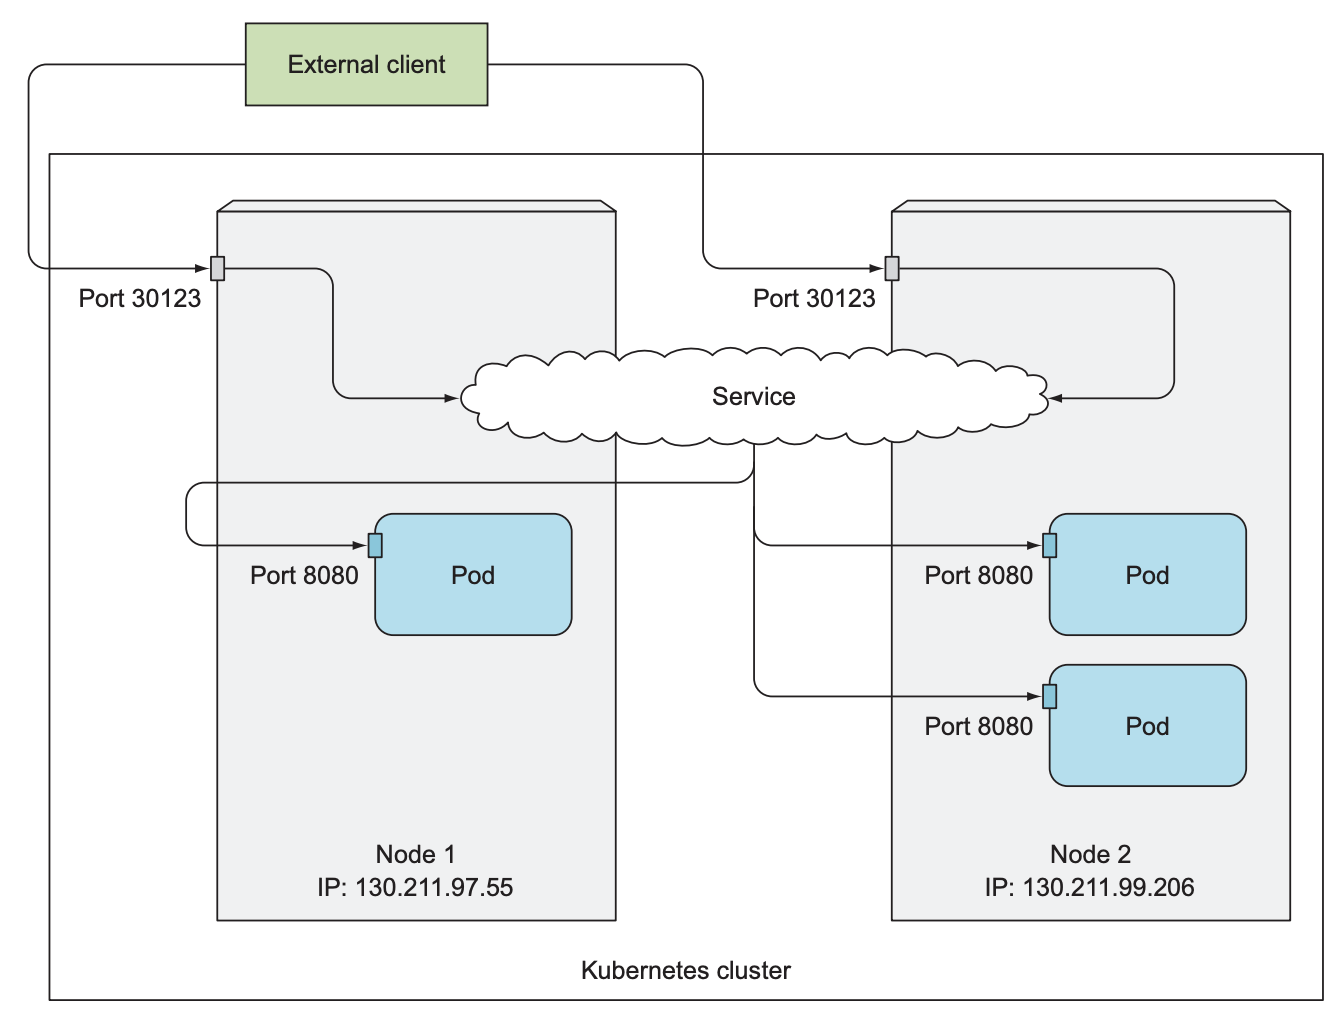 External client
Port 30123
Port 30123
Service
Port 8080
Pod
Port 8080
Pod
Port 8080
Pod
Node 1
IP: 130.211.97.55
Node 2
IP: 130.211.99.206
Kubernetes cluster